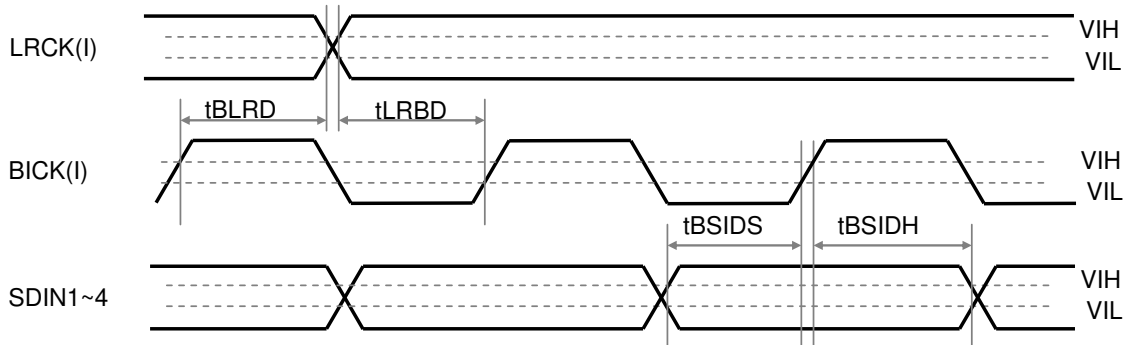 LRCK(I)
VIH
VIL
tBLRD
tLRBD
BICK(I)
VIH
VIL
tBSIDS
tBSIDH
SDIN1~4
VIH
VIL